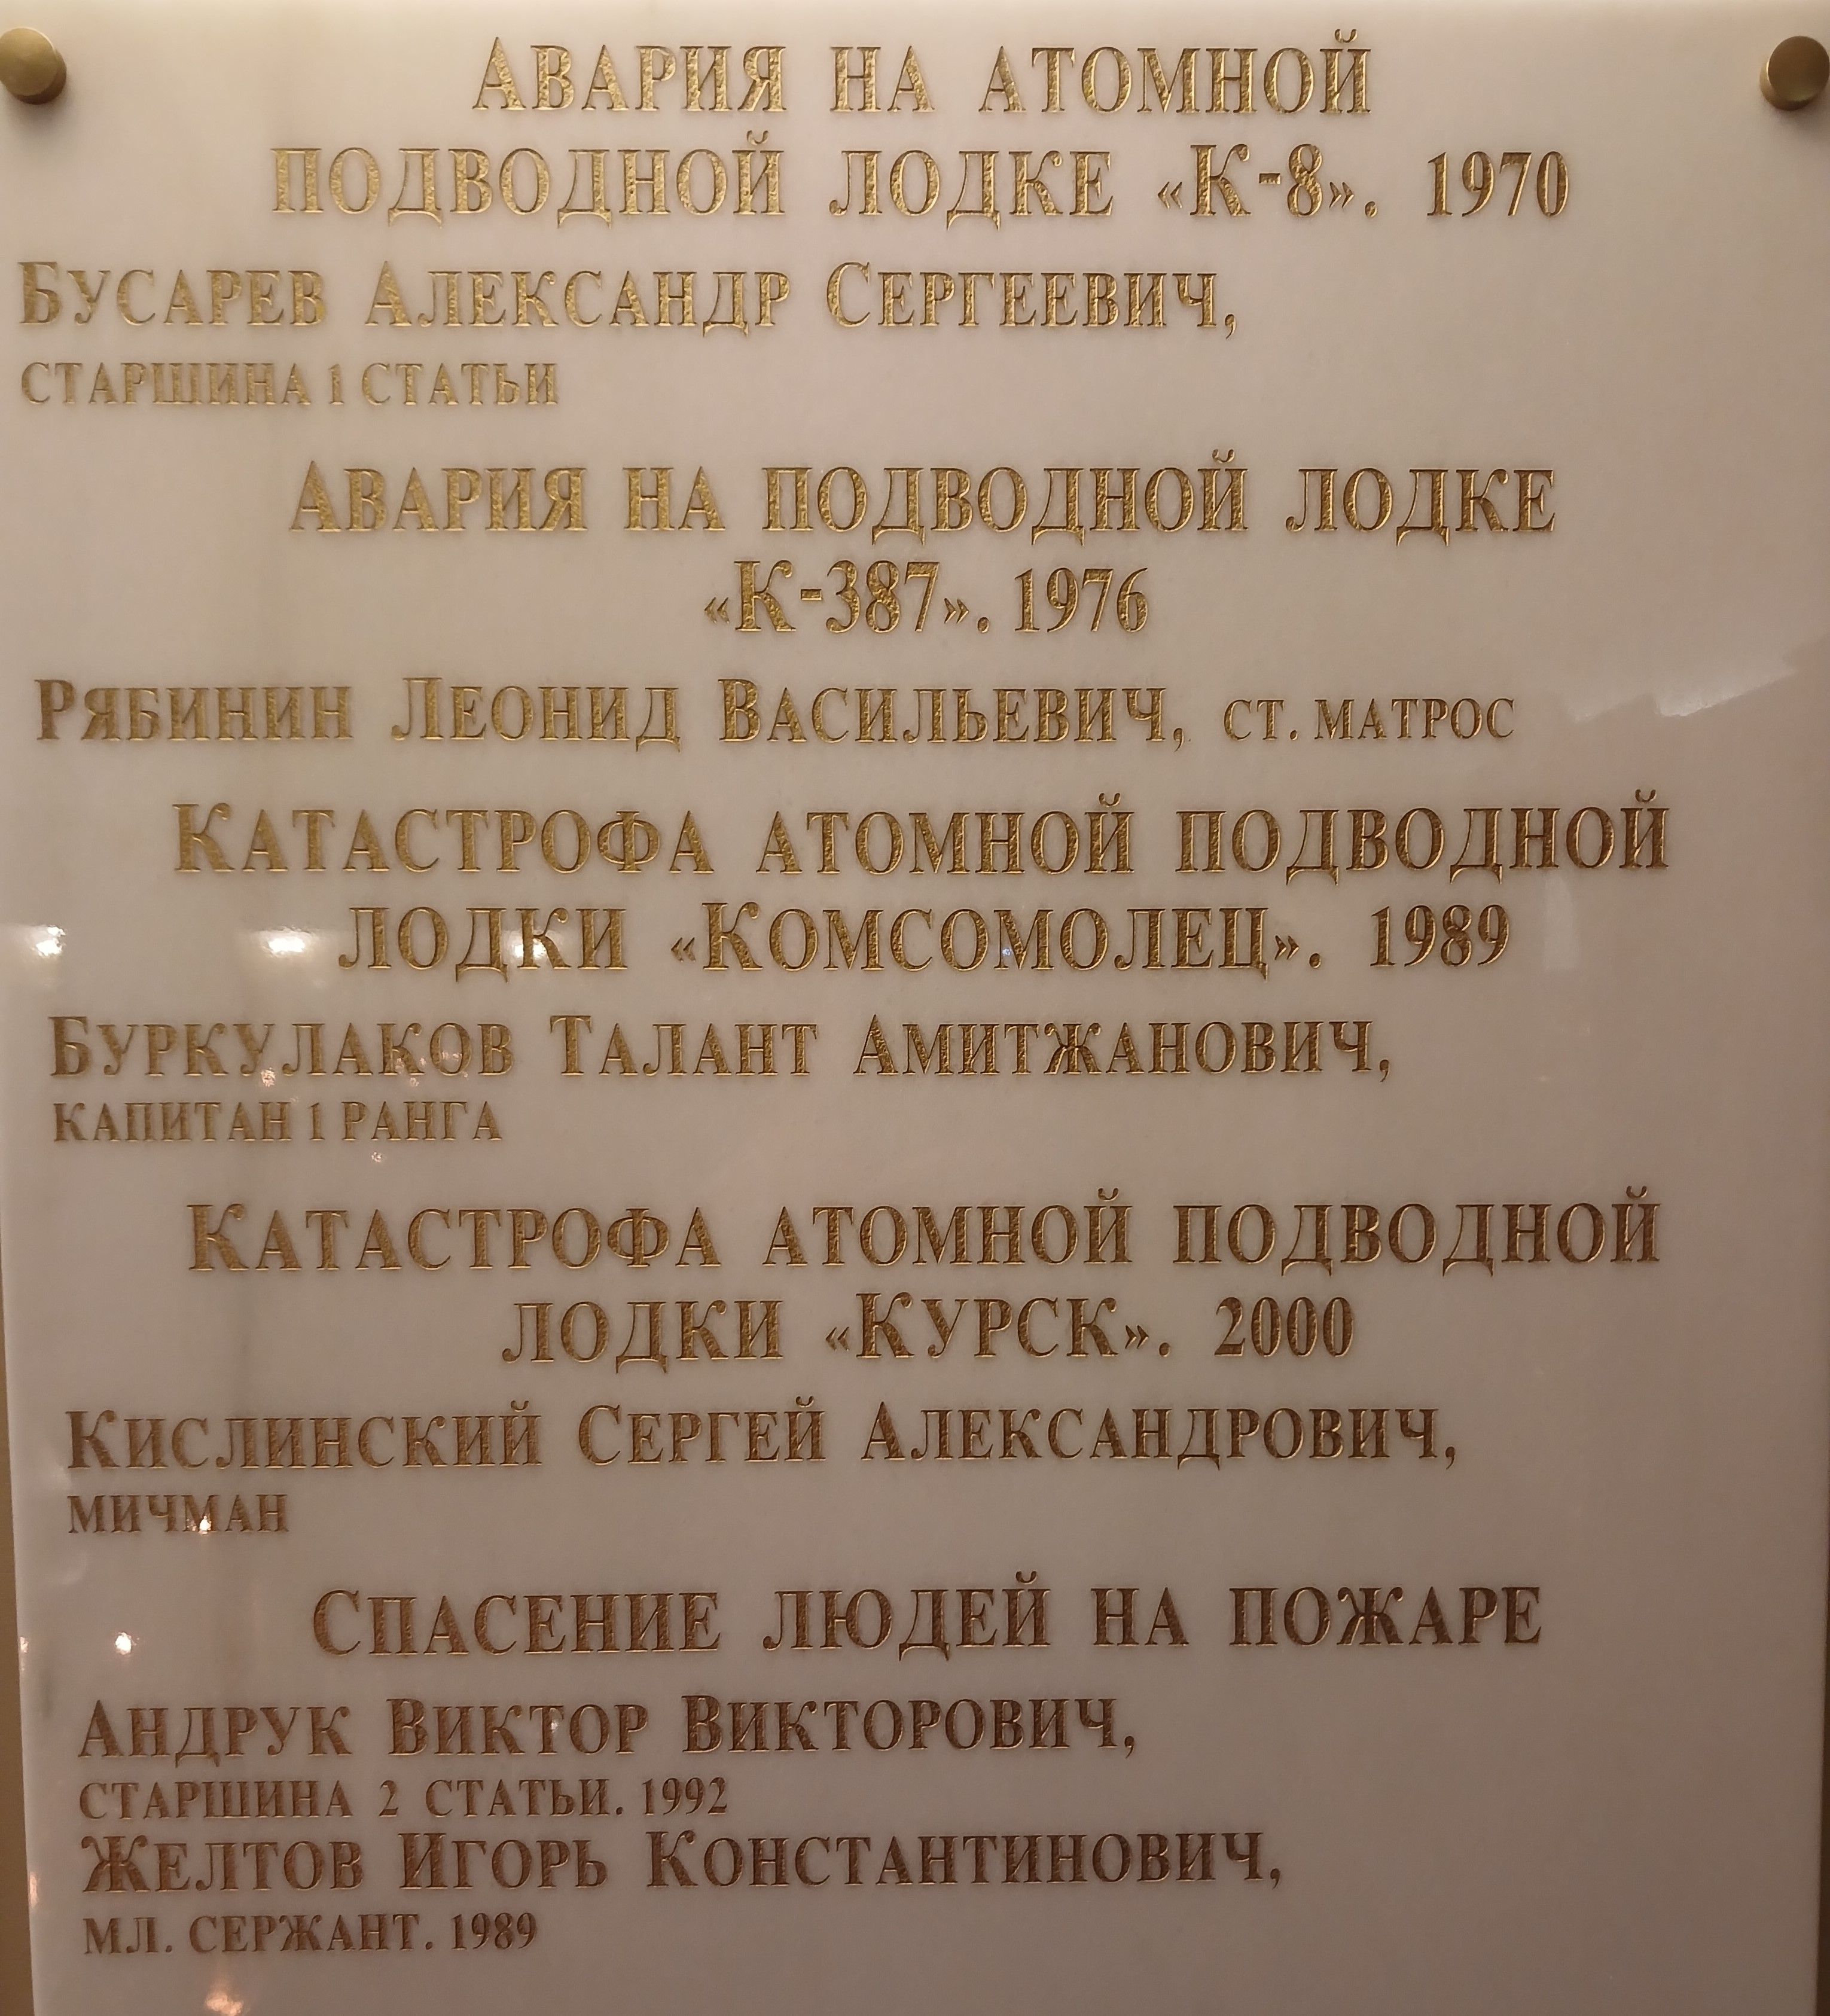 Авария на атомной
подводной лодке «К-8». 1970
Бусарев Александр Сергеевич,
старшина 1 статьи
Авария на подводной лодке
«К-387». 1976
Рябинин Леонид Васильевич, ст. матрос
Катастрофа атомной подводной
лодки «Комсомолец». 1989
Буркулаков Талант Амитжанович,
капитан 1 ранга
Катастрофа атомной подводной
лодки «Курск». 2000
Кислинский Сергей Александрович,
мичман
Спасение людей на пожаре
Андрук Виктор Викторович,
старшина 2 статьи. 1992
Желтов Игорь Константинович,
мл. сержант. 1989